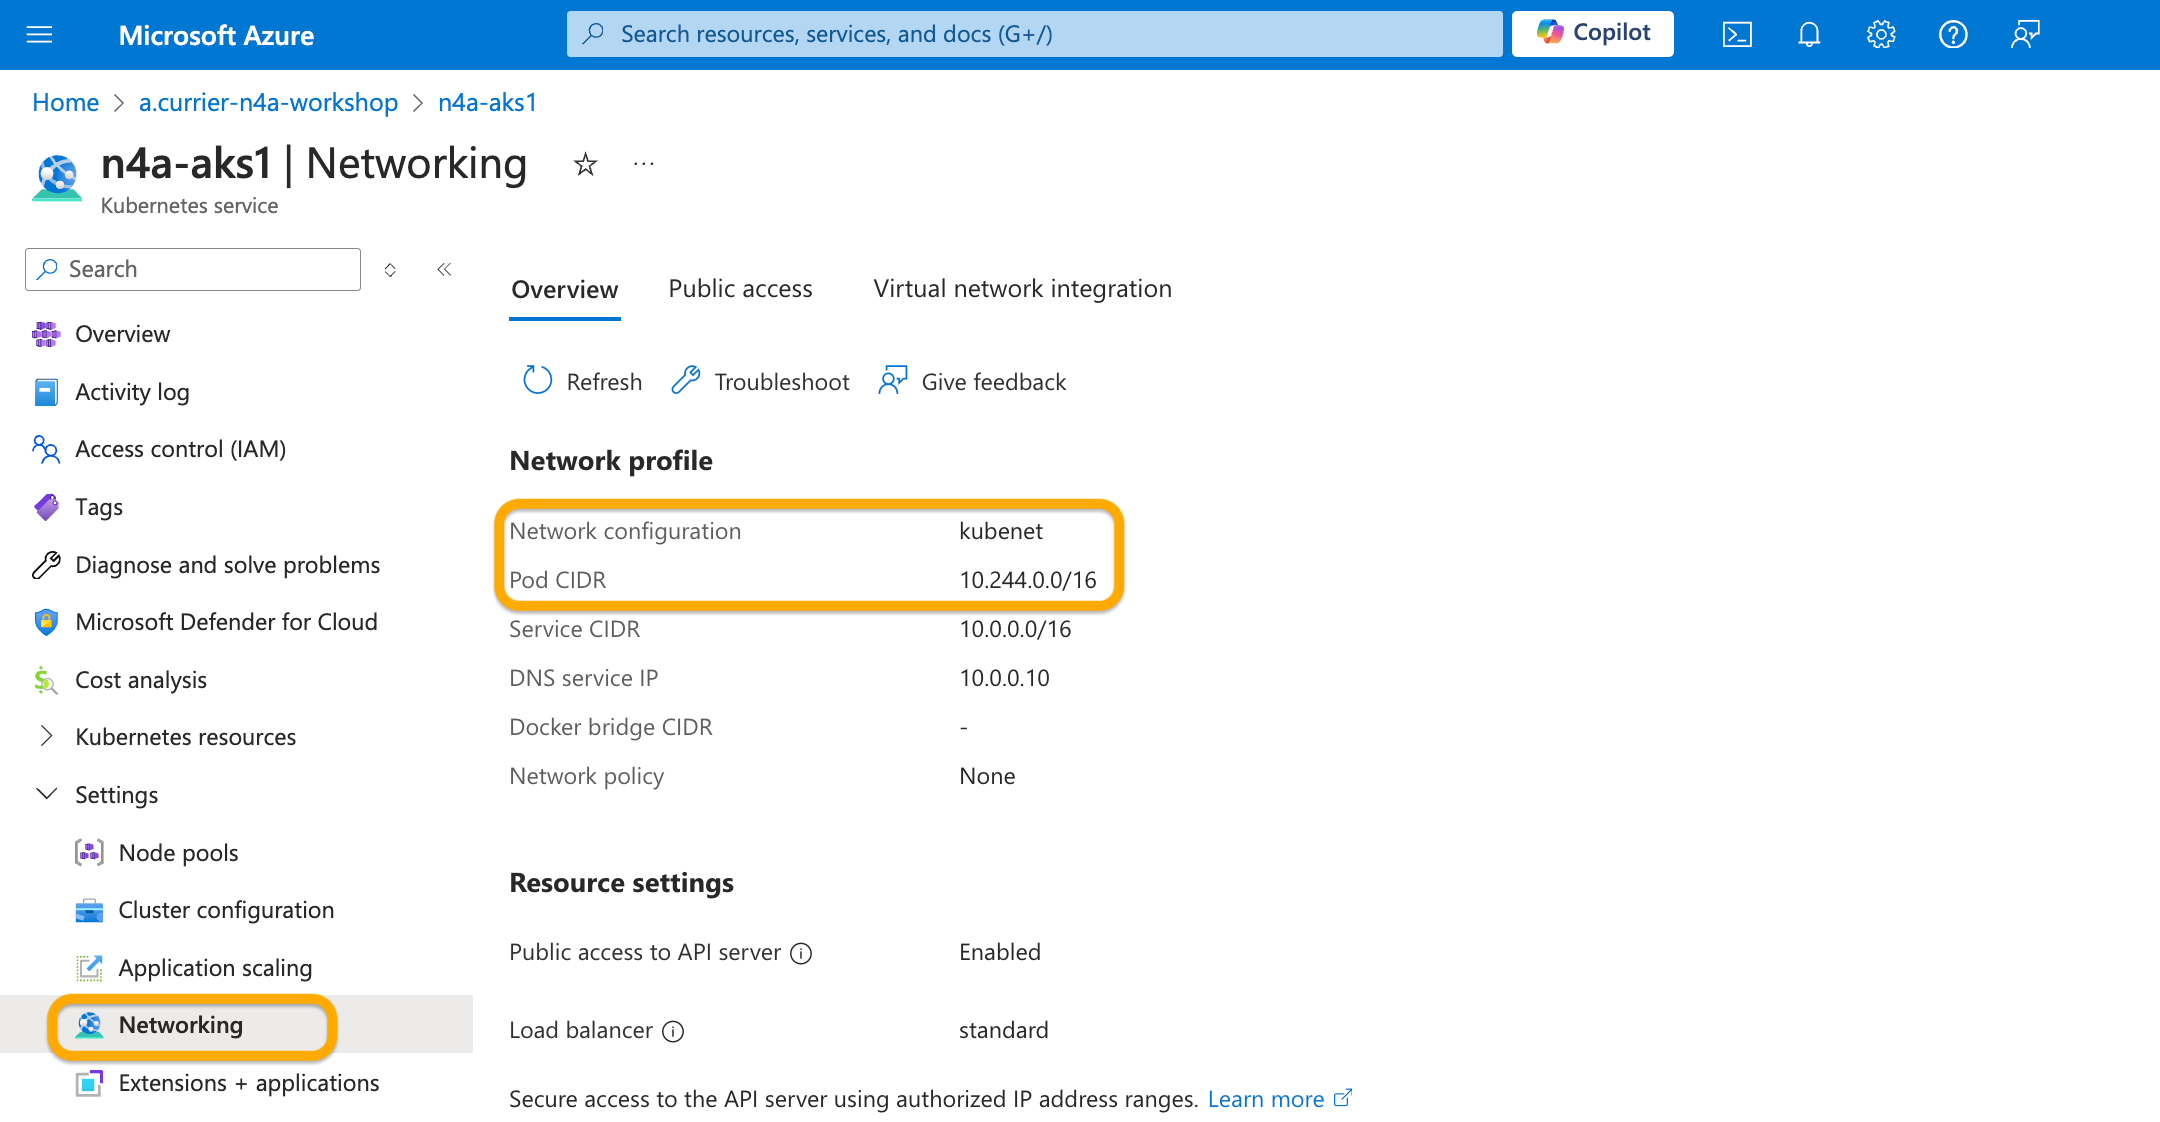 Microsoft Azure
Search resources, services, and docs (G+/)
Copilot
Home > a.currier-n4a-workshop > n4a-aks1
n4a-aks1 | Networking
Kubernetes service
Search
Overview
Activity log
Access control (IAM)
Tags
Diagnose and solve problems
Microsoft Defender for Cloud
Cost analysis
Kubernetes resources
Settings
Node pools
Cluster configuration
Application scaling
Networking
Extensions + applications
Overview Public access Virtual network integration
Refresh Troubleshoot Give feedback
Network profile
Network configuration kubenet
Pod CIDR 10.244.0.0/16
Service CIDR 10.0.0.0/16
DNS service IP 10.0.0.10
Docker bridge CIDR -
Network policy None
Resource settings
Public access to API server Enabled
Load balancer standard
Secure access to the API server using authorized IP address ranges. Learn more